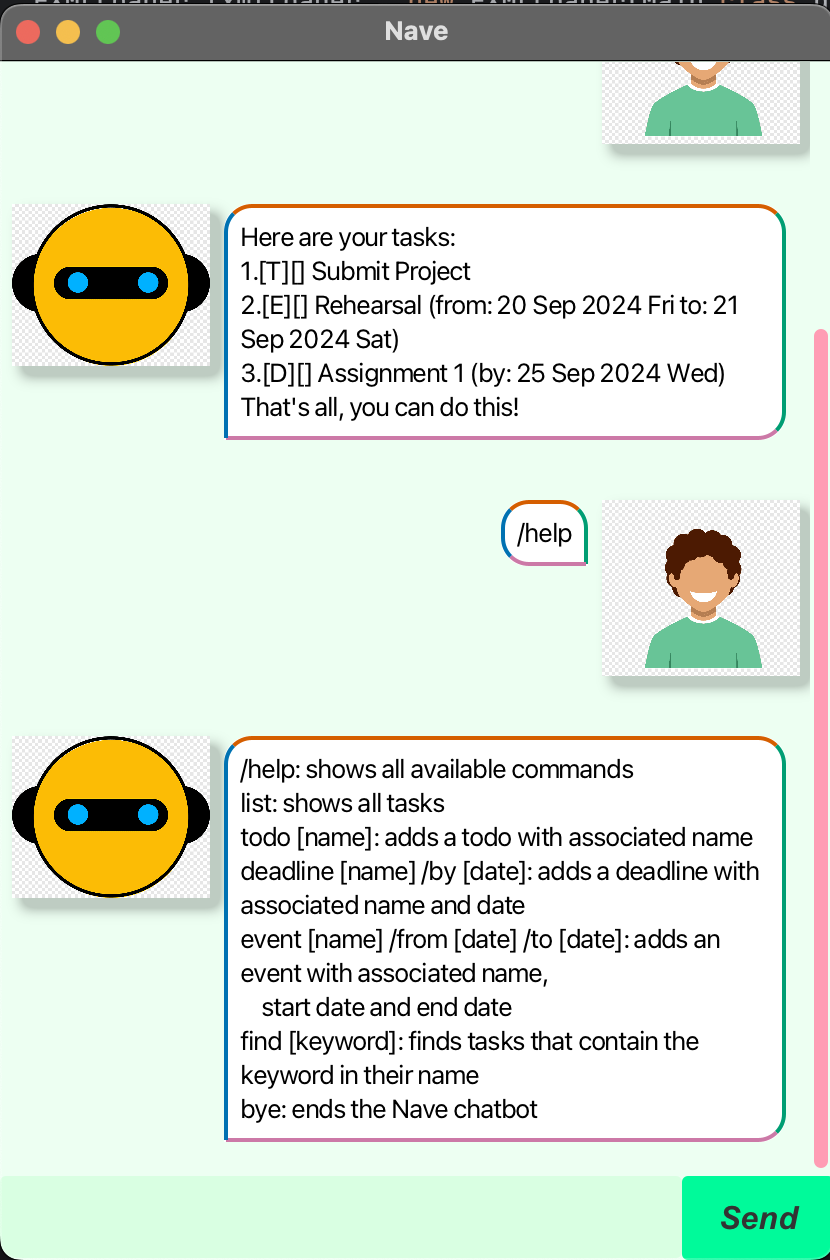 Nave
Here are your tasks:
1.[T][] Submit Project
2.[E][] Rehearsal (from: 20 Sep 2024 Fri to: 21
Sep 2024 Sat)
3.[D][] Assignment 1 (by: 25 Sep 2024 Wed)
That's all, you can do this!
/help
/help: shows all available commands
list: shows all tasks
todo [name]: adds a todo with associated name
deadline [name] /by [date]: adds a deadline with
associated name and date
event [name] /from [date] /to [date]: adds an
event with associated name,
start date and end date
find [keyword]: finds tasks that contain the
keyword in their name
bye: ends the Nave chatbot
Send